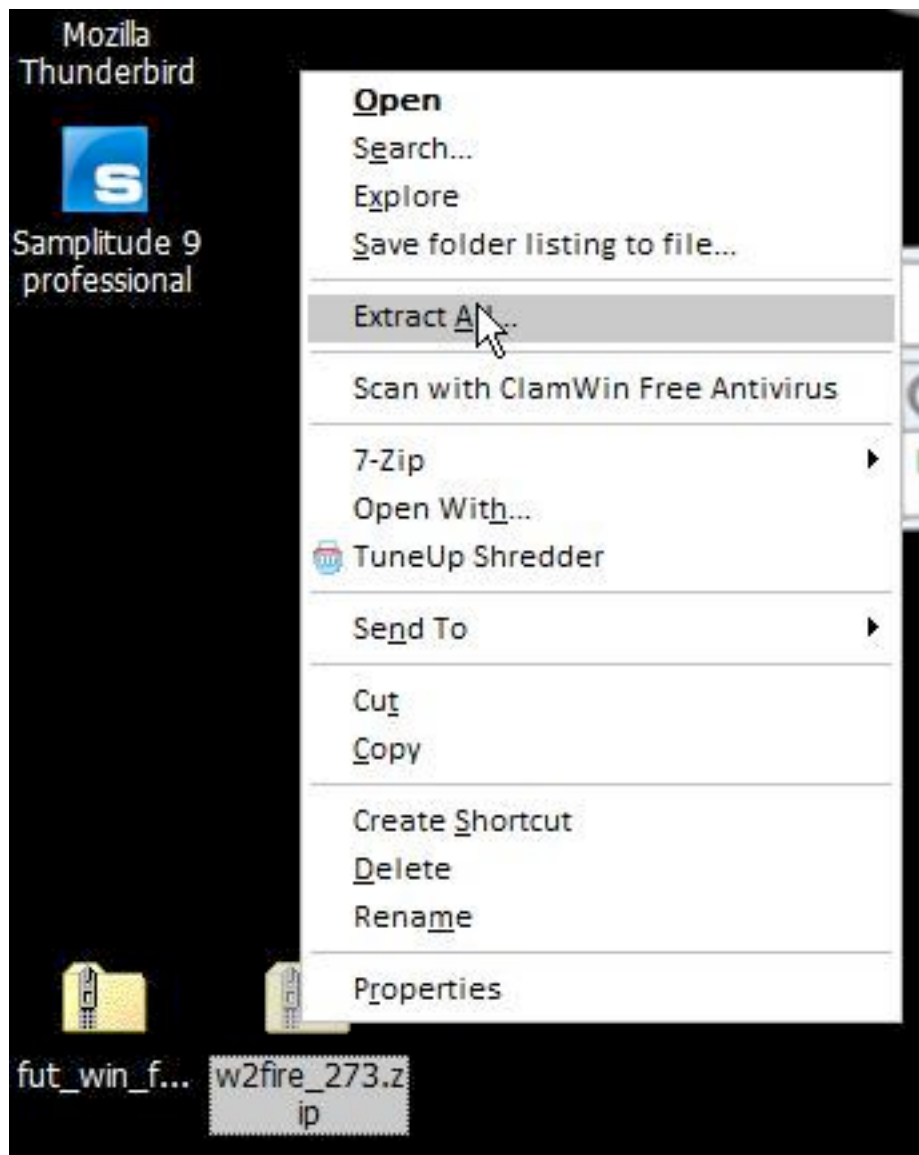 Mozilla
Thunderbird
S
Samplitude 9
professional
Open
Search...
Explore
Save folder listing to file...
Extract A...
Scan with ClamWin Free Antivirus
7-Zip
Open With...
TuneUp Shredder
Send To
Cut
Copy
Create Shortcut
Delete
Rename
Properties
fut_win_f...
w2fire_273.z
ip